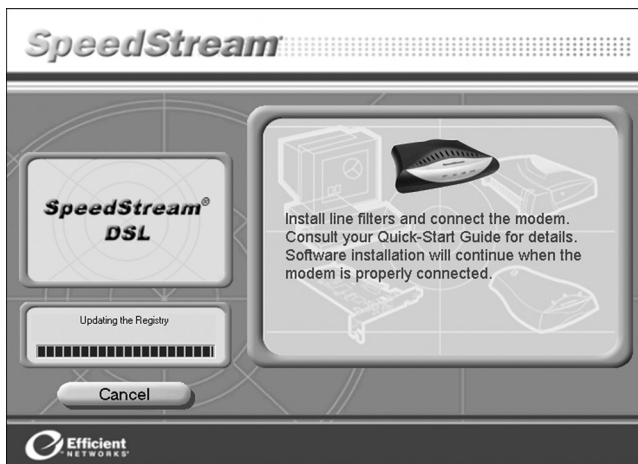 SpeedStream
SpeedStream®
DSL
Install line filters and connect the modem.
Consult your Quick-Start Guide for details.
Software installation will continue when the
modem is properly connected.
Updating the Registry
Cancel
Efficient
NETWORKS®